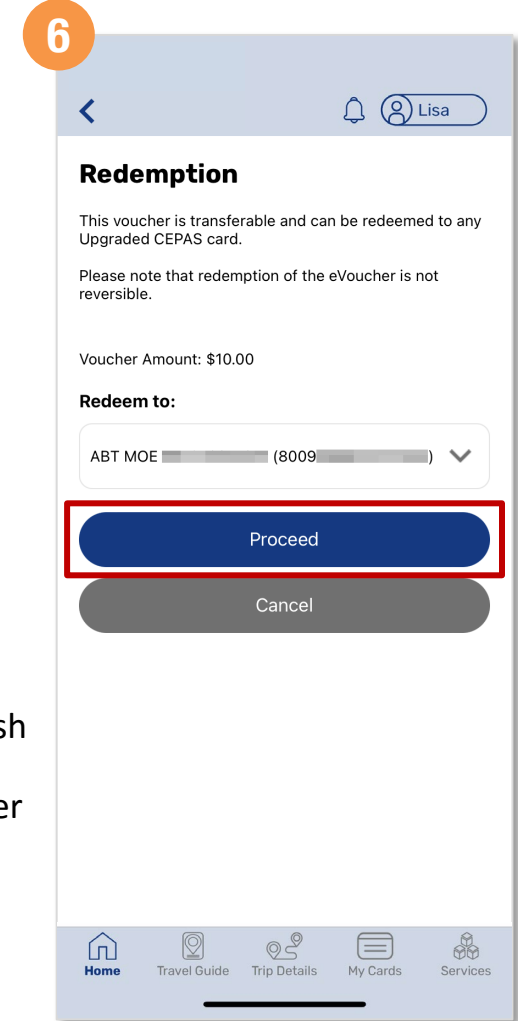 6
Lisa
Redemption
This voucher is transferable and can be redeemed to any
Upgraded CEPAS card.
Please note that redemption of the eVoucher is not
reversible.
Voucher Amount: $10.00
Redeem to:
ABT MOE (8009 )
Proceed
Cancel
sh
er
Home Travel Guide Trip Details My Cards Services